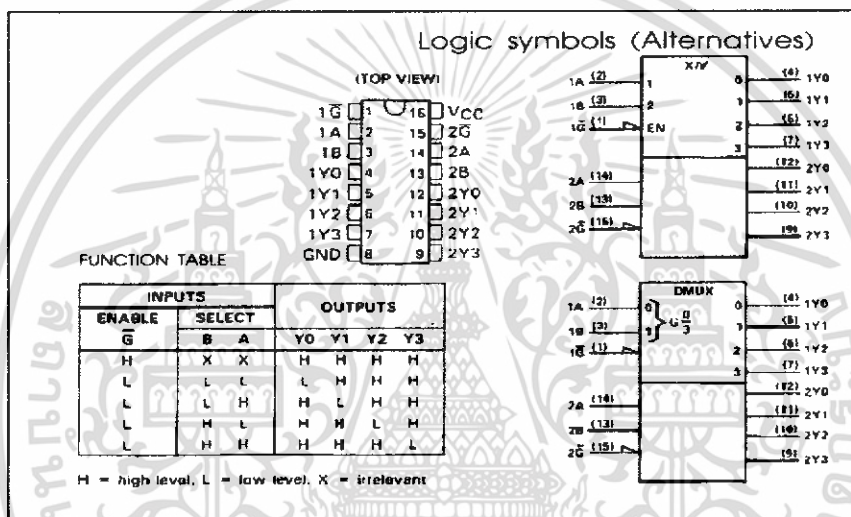 Logic symbols (Alternatives)
(TOP VIEW)
1G̅ 1 16 VCC
1A 2 15 2G̅
1B 3 14 2A
1Y0 4 13 2B
1Y1 5 12 2Y0
1Y2 6 11 2Y1
1Y3 7 10 2Y2
GND 8 9 2Y3
X/Y
1A (2) 1 0 (4) 1Y0
1B (3) 2 1 (5) 1Y1
1G̅ (1) EN 2 (6) 1Y2
3 (7) 1Y3
(12) 2Y0
2A (14) (11) 2Y1
2B (13) (10) 2Y2
2G̅ (15) (9) 2Y3
FUNCTION TABLE
INPUTS OUTPUTS
ENABLE SELECT
G̅ B A Y0 Y1 Y2 Y3
H X X H H H H
L L L L H H H
L L H H L H H
L H L H H L H
L H H H H H L
H = high level, L = low level, X = irrelevant
DMUX
1A (2) 0 G 0/3 0 (4) 1Y0
1B (3) 1 (5) 1Y1
1G̅ (1) 2 (6) 1Y2
3 (7) 1Y3
(12) 2Y0
2A (14) (11) 2Y1
2B (13) (10) 2Y2
2G̅ (15) (9) 2Y3